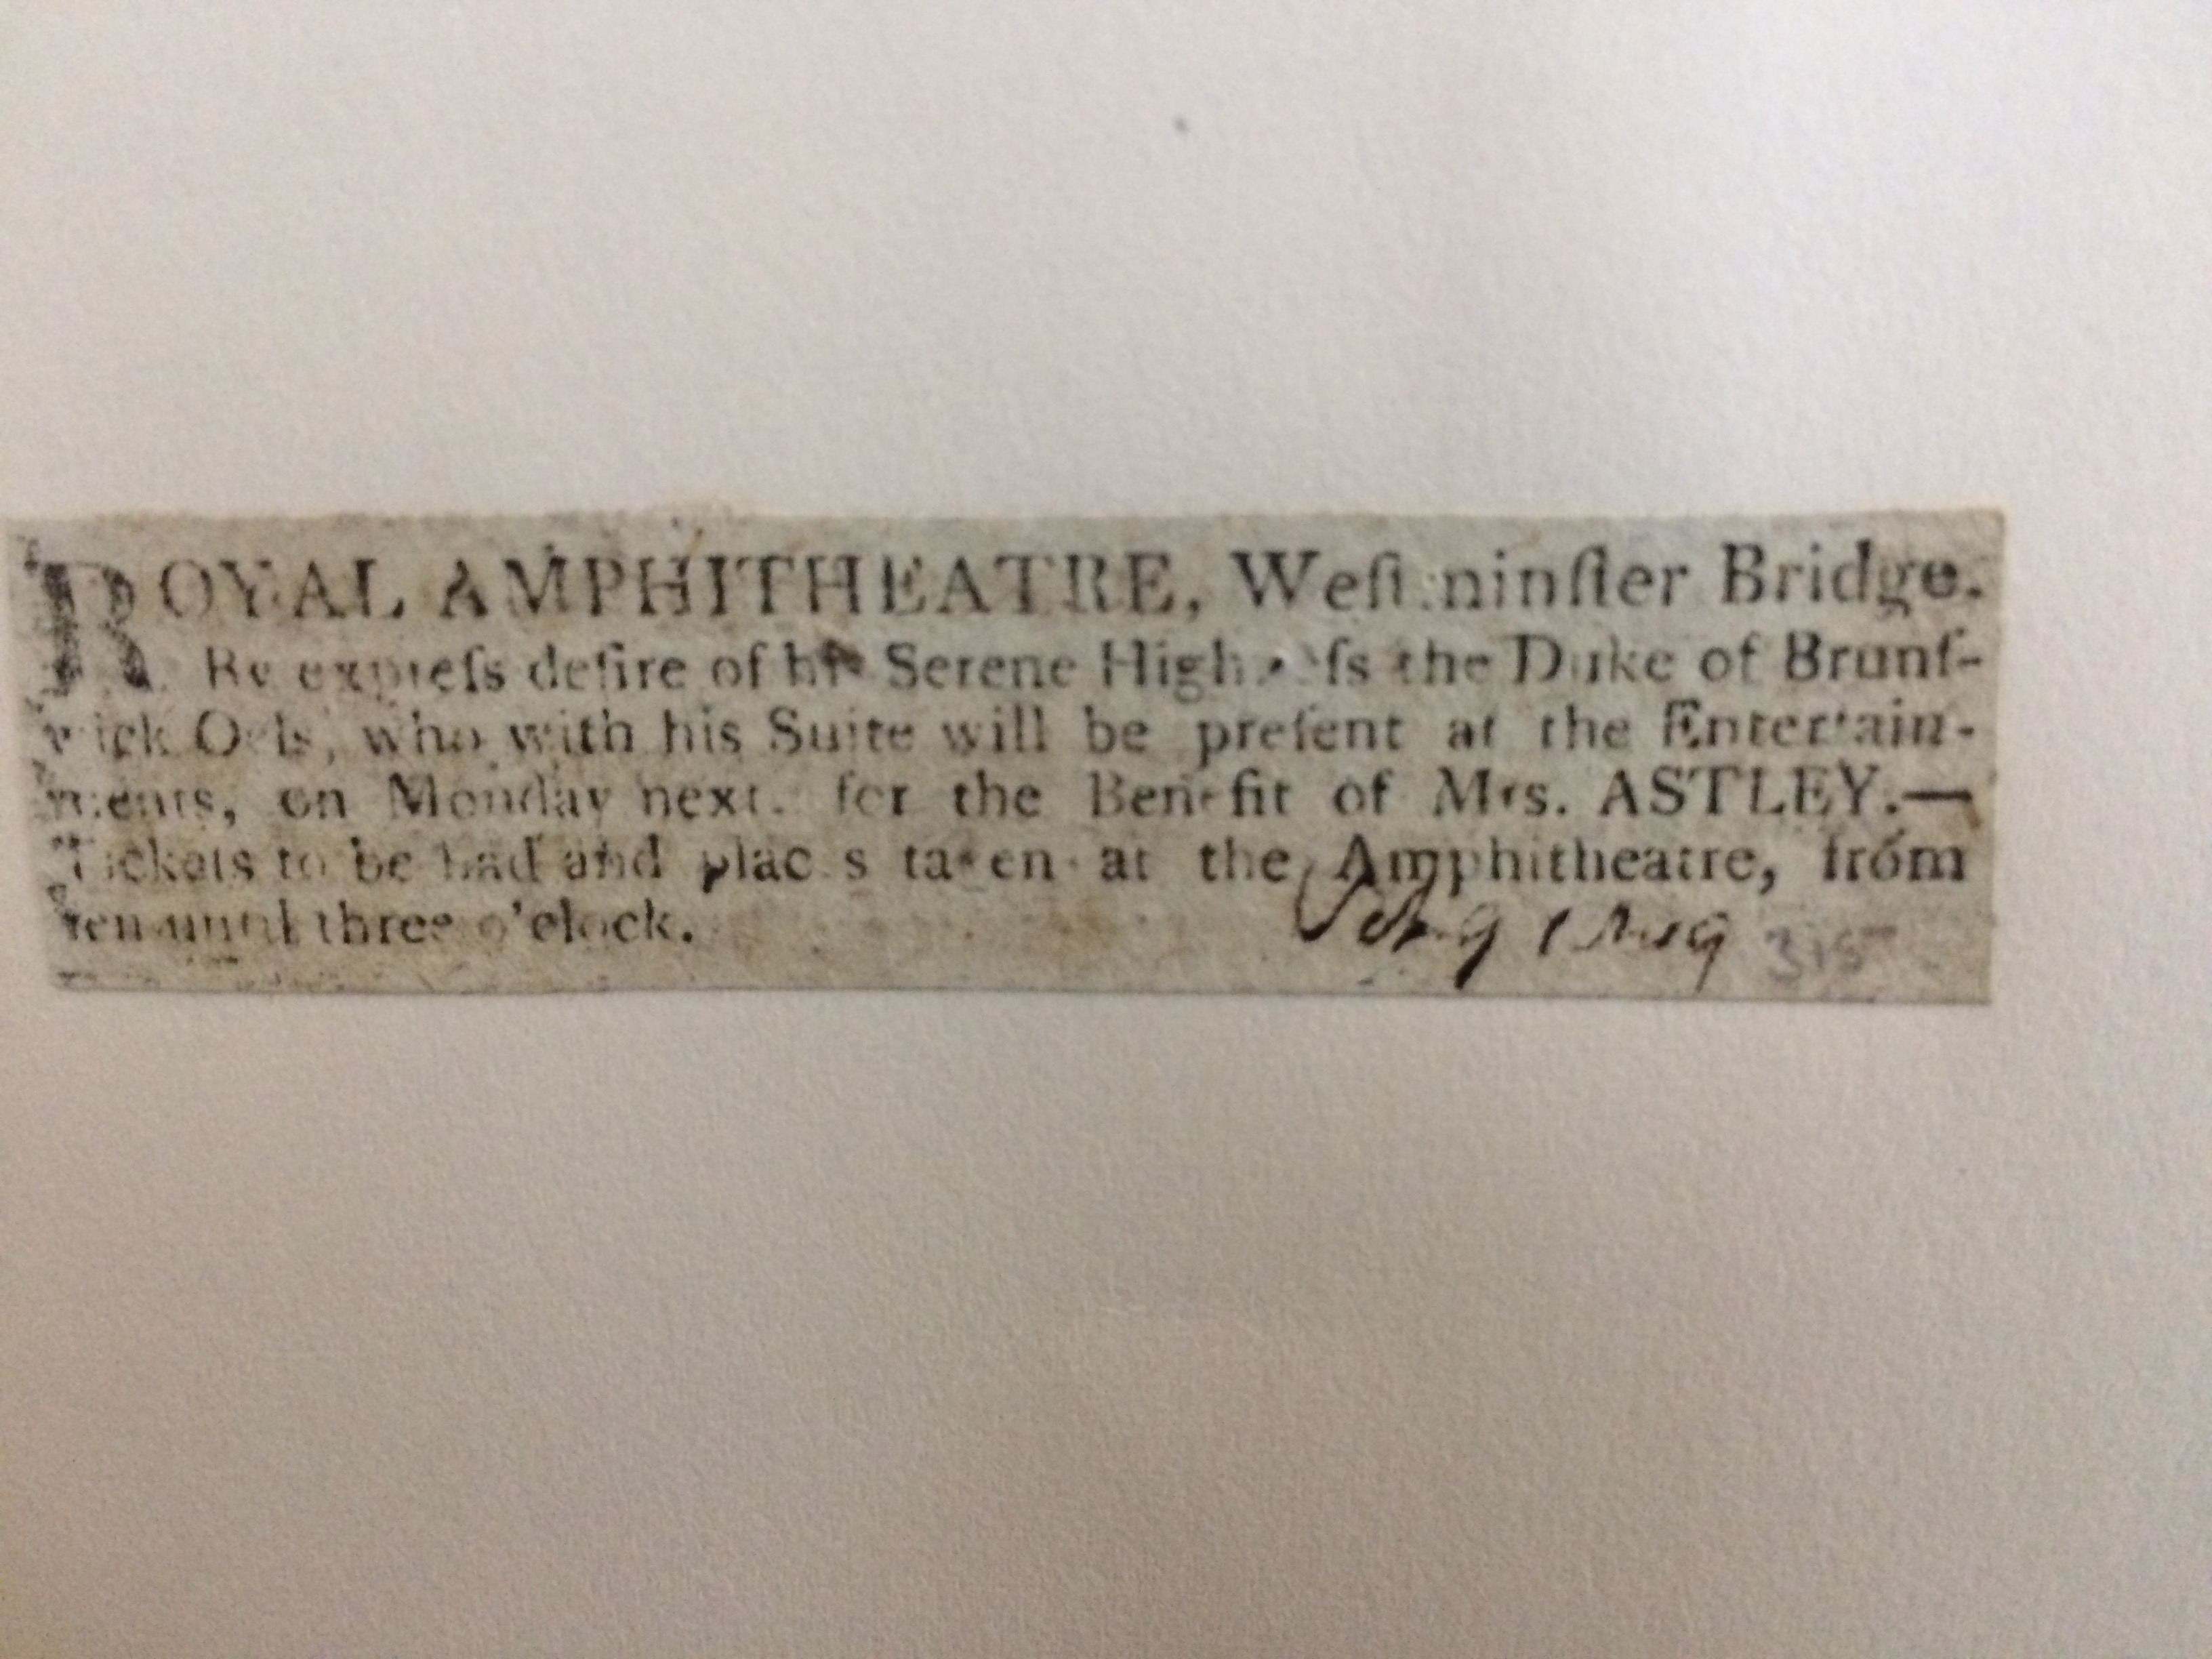 ROYAL AMPHITHEATRE, Weſtminſter Bridge.
By expreſs deſire of his Serene Highneſs the Duke of Brunſ-
wick Oels, who with his Suite will be preſent at the Entertain-
ments, on Monday next. for the Benefit of Mrs. ASTLEY.—
Tickets to be had and places taken at the Amphitheatre, from
ten until three o'clock.
315